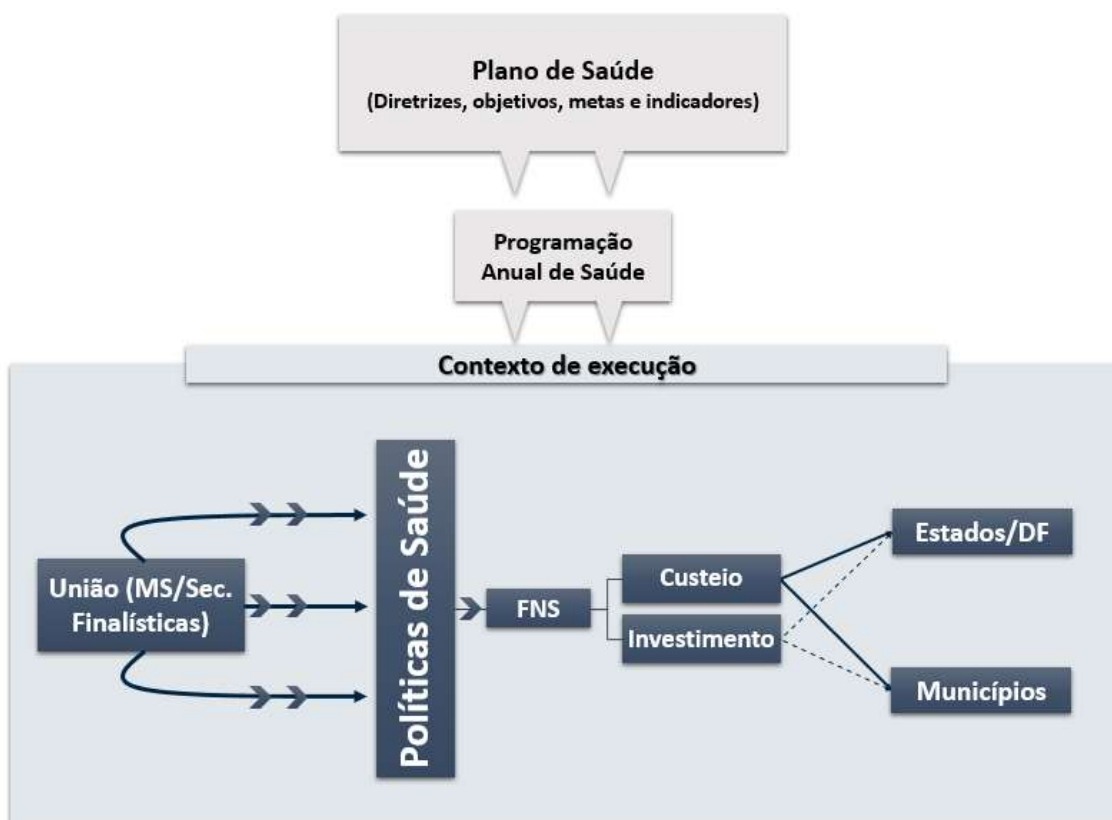 Plano de Saúde
(Diretrizes, objetivos, metas e indicadores)
Programação
Anual de Saúde
Contexto de execução
União (MS/Sec.
Finalísticas)
Políticas de Saúde
FNS
Custeio
Investimento
Estados/DF
Municípios